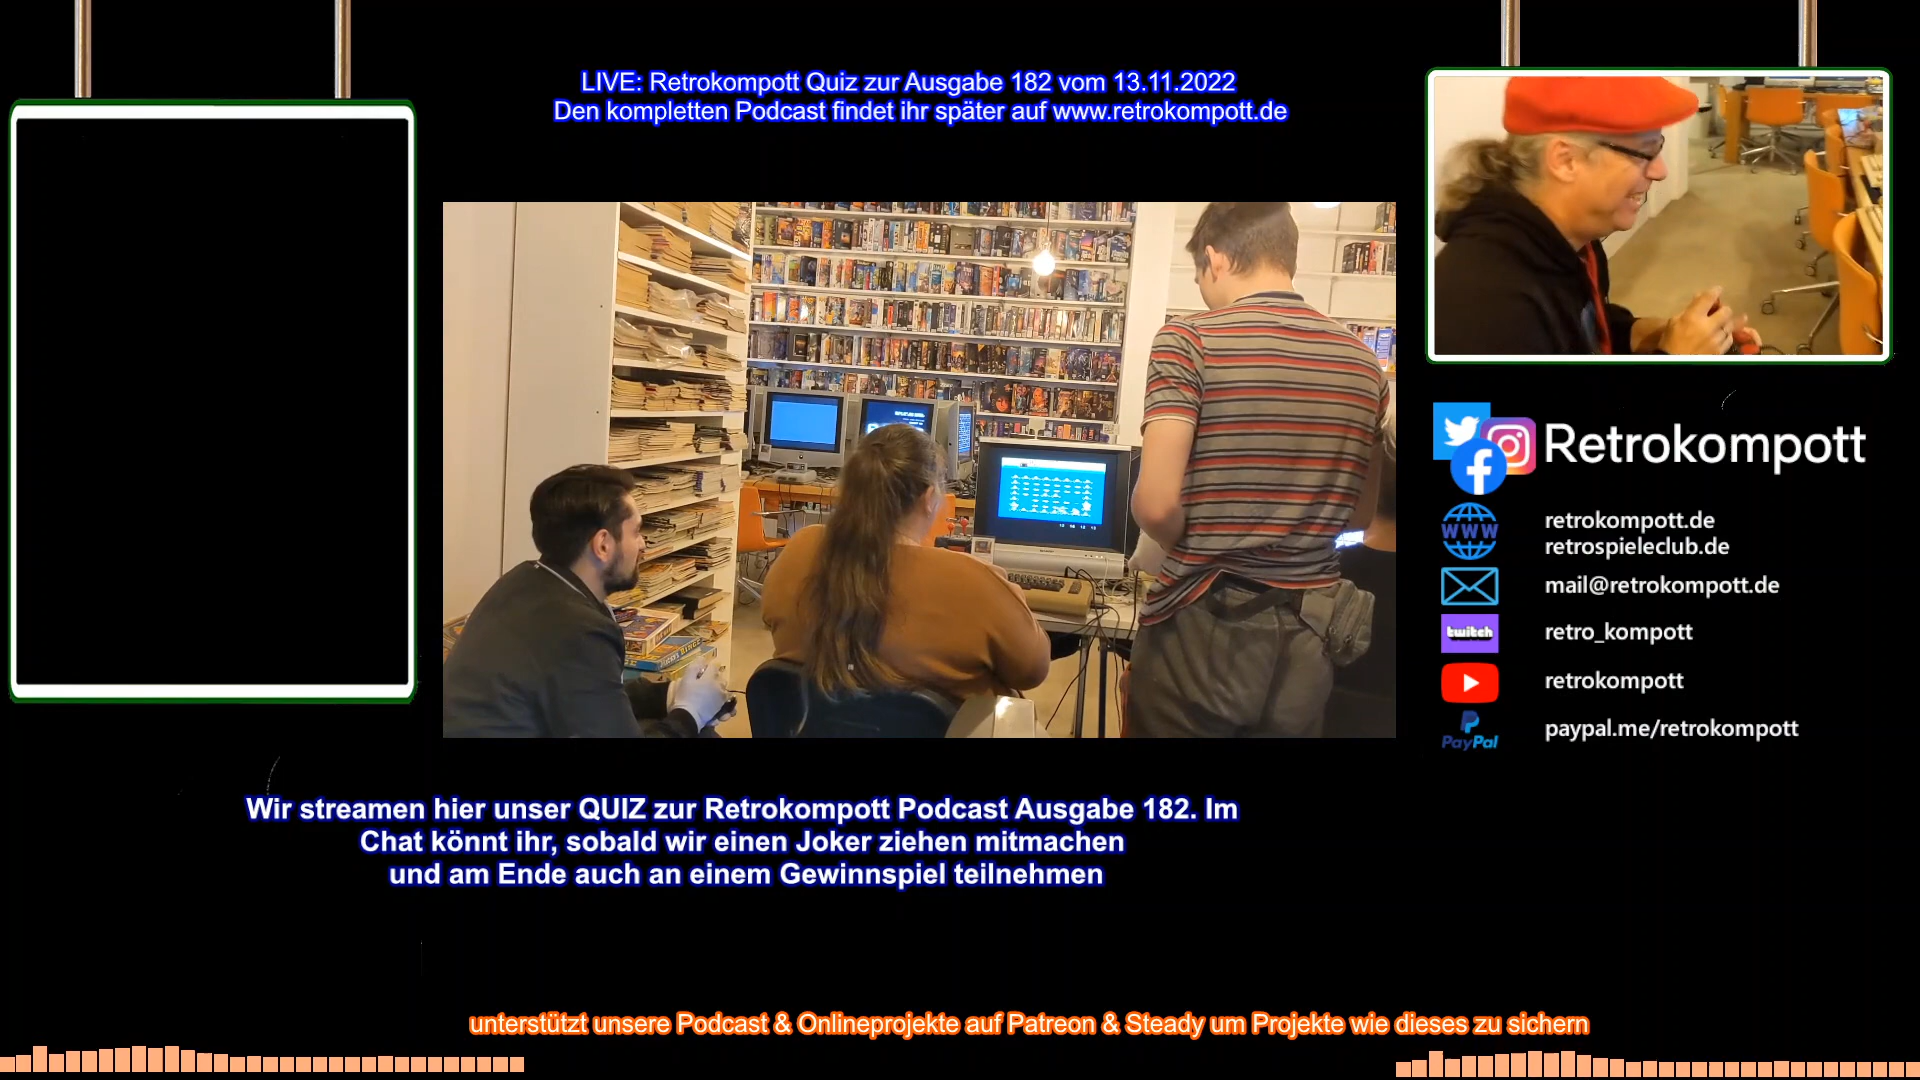 LIVE: Retrokompott Quiz zur Ausgabe 182 vom 13.11.2022
Den kompletten Podcast findet ihr später auf www.retrokompott.de
Retrokompott
WWW
retrokompott.de
retrospieleclub.de
mail@retrokompott.de
twitch
retro_kompott
retrokompott
PayPal
paypal.me/retrokompott
Wir streamen hier unser QUIZ zur Retrokompott Podcast Ausgabe 182. Im
Chat könnt ihr, sobald wir einen Joker ziehen mitmachen
und am Ende auch an einem Gewinnspiel teilnehmen
unterstützt unsere Podcast & Onlineprojekte auf Patreon & Steady um Projekte wie dieses zu sichern